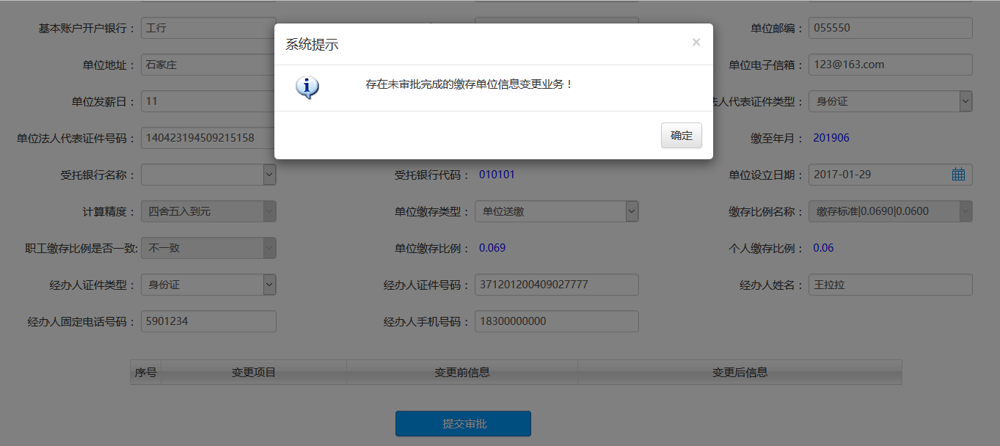 基本账户开户银行： 工行 单位邮编： 055550
系统提示 ×
单位地址： 石家庄 单位电子信箱： 123@163.com
存在未审批完成的缴存单位信息变更业务！
单位发薪日： 11 法人代表证件类型： 身份证
确定
单位法人代表证件号码： 140423194509215158 缴至年月： 201906
受托银行名称： 受托银行代码： 010101 单位设立日期： 2017-01-29
计算精度： 四舍五入到元 单位缴存类型： 单位送缴 缴存比例名称： 缴存标准|0.0690|0.0600
职工缴存比例是否一致: 不一致 单位缴存比例： 0.069 个人缴存比例： 0.06
经办人证件类型： 身份证 经办人证件号码： 371201200409027777 经办人姓名： 王拉拉
经办人固定电话号码： 5901234 经办人手机号码： 18300000000
序号 变更项目 变更前信息 变更后信息
提交审批